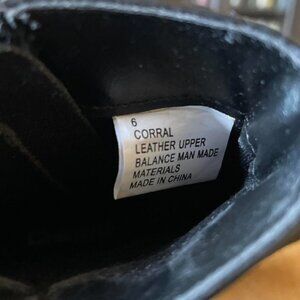 6
CORRAL
LEATHER UPPER
BALANCE MAN MADE
MATERIALS
MADE IN CHINA